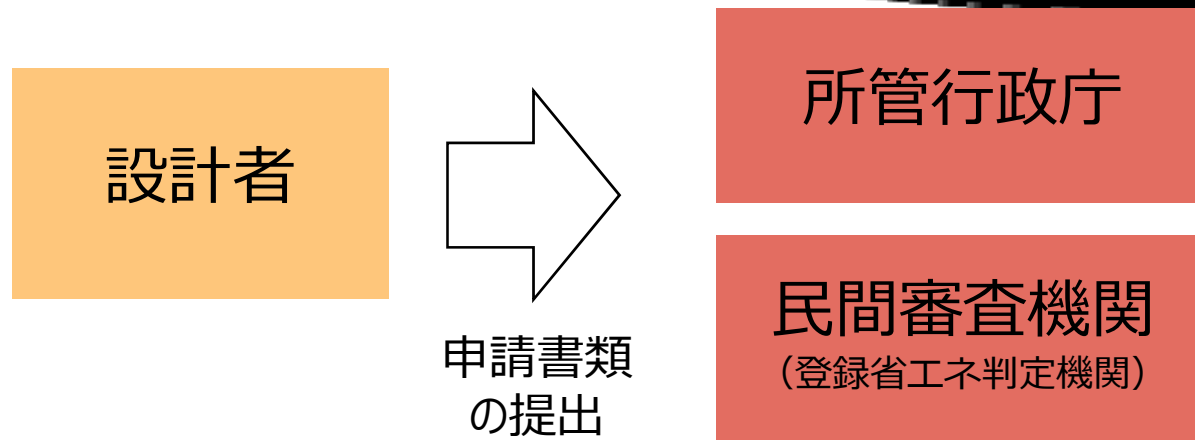 設計者
申請書類
の提出
所管行政庁
民間審査機関
（登録省エネ判定機関）